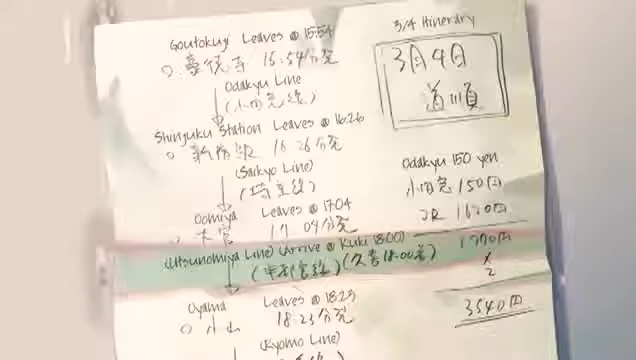 3/4 Itinerary
3月4日
道順
Goutokuji Leaves @ 15:54
豪徳寺 15.54分発
Odakyu Line
(小田急線)
Shinjuku Station Leaves @ 16:26
新宿駅 16 26分発
(Saikyo Line)
(埼京線)
Oomiya Leaves @ 17:04
大宮 17 04分発
(Utsunomiya Line) (Arrive @ Kuki 18:00)
(宇都宮線) (久喜18:00着)
Oyama Leaves @ 18:23
小山 18.23分発
(Ryomo Line)
Odakyu 150 yen
小田急 150円
JR 1620円
1770円
x
2
3540円